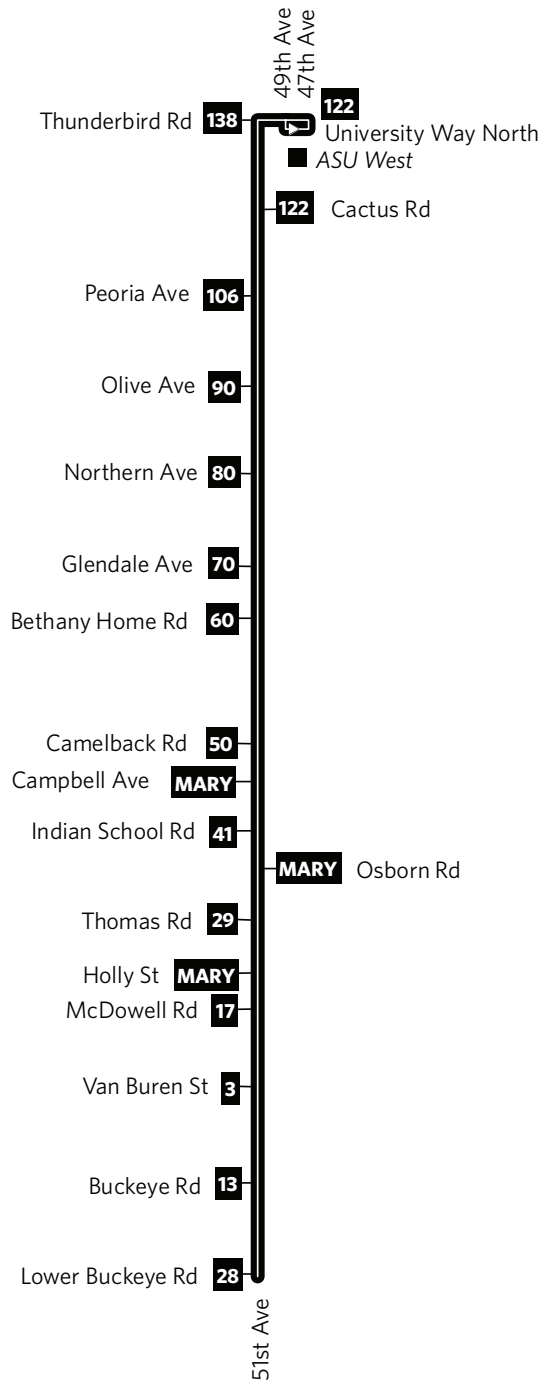 49th Ave
47th Ave
Thunderbird Rd 138
122
University Way North
ASU West
122 Cactus Rd
Peoria Ave 106
Olive Ave 90
Northern Ave 80
Glendale Ave 70
Bethany Home Rd 60
Camelback Rd 50
Campbell Ave MARY
Indian School Rd 41
MARY Osborn Rd
Thomas Rd 29
Holly St MARY
McDowell Rd 17
Van Buren St 3
Buckeye Rd 13
Lower Buckeye Rd 28
51st Ave